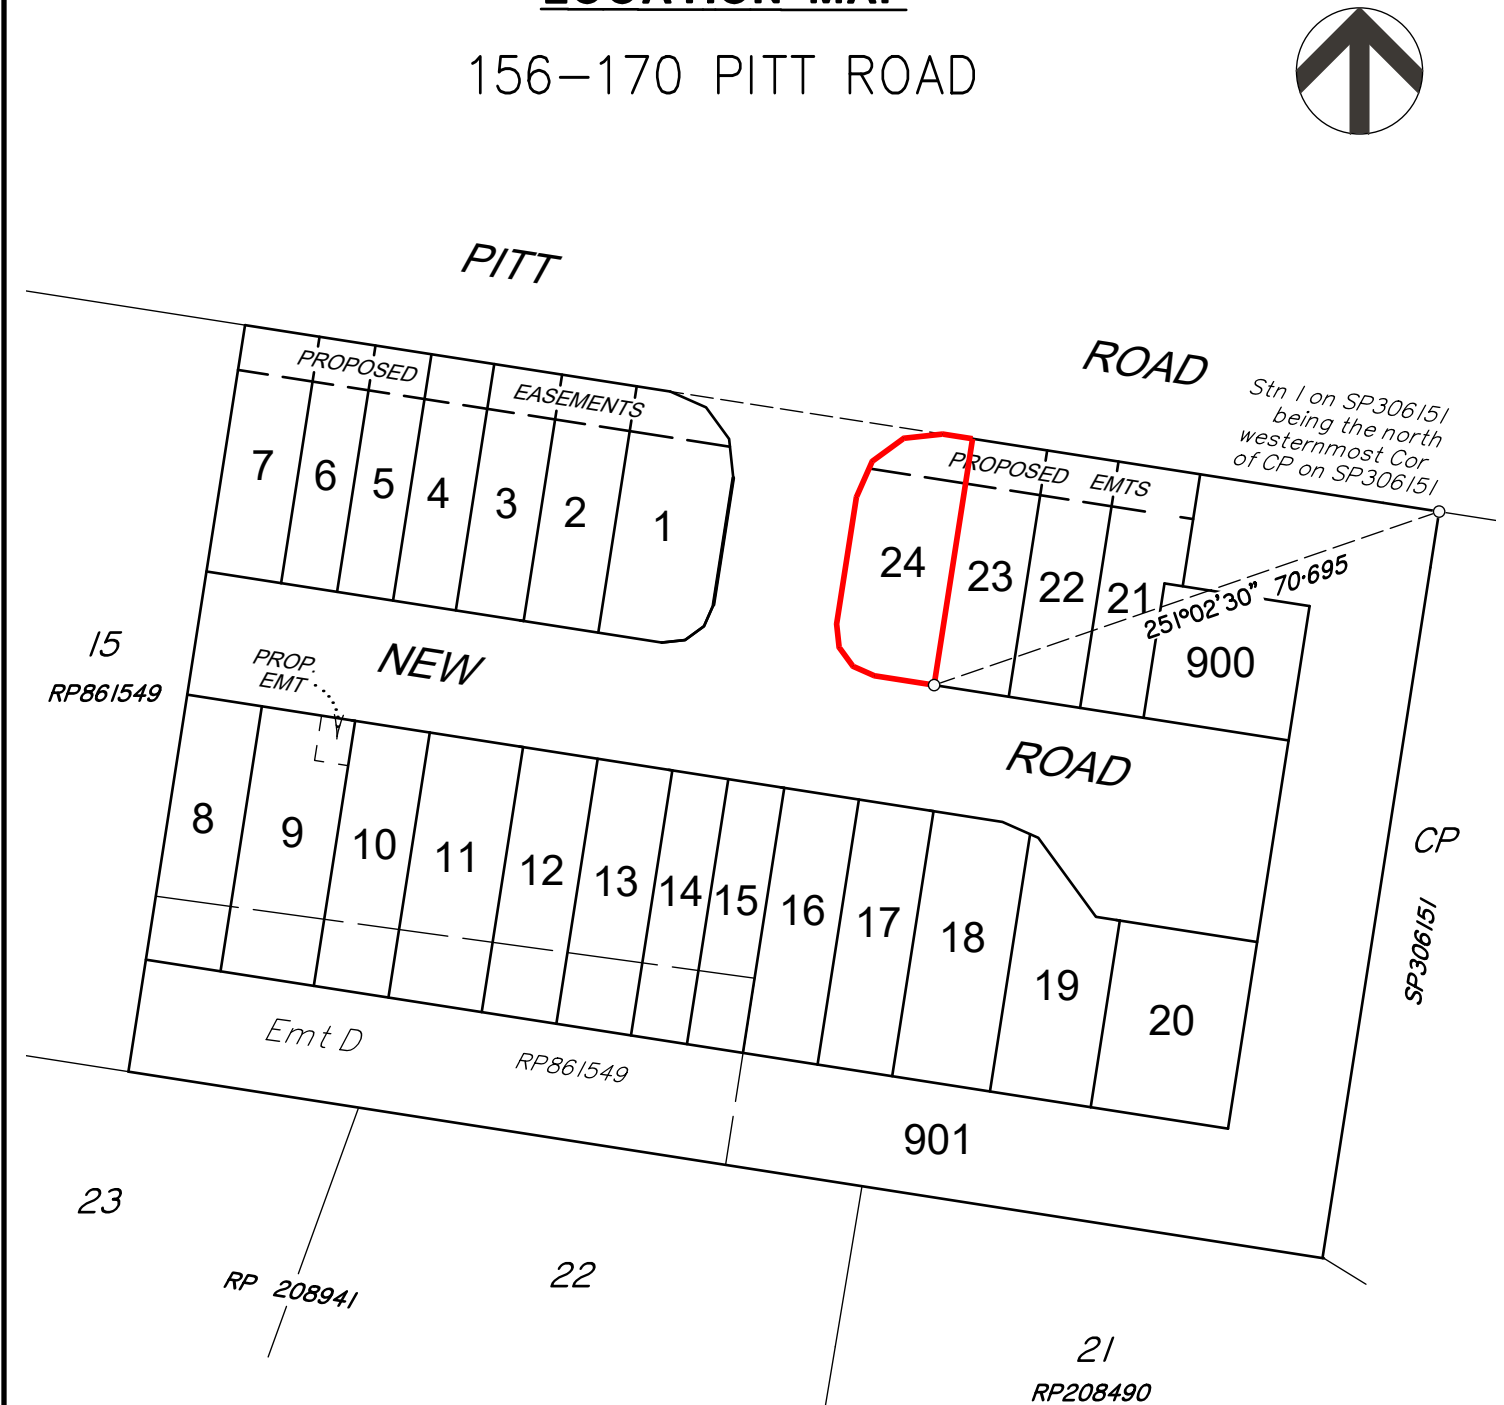 LOCATION MAP
156-170 PITT ROAD
PITT
ROAD
Stn 1 on SP306151
being the north
westernmost Cor
of CP on SP306151
PROPOSED
EASEMENTS
PROPOSED EMTS
7
6
5
4
3
2
1
24
23
22
21
251°02'30" 70·695
900
15
RP861549
PROP.
EMT
NEW
ROAD
8
9
10
11
12
13
14
15
16
17
18
19
20
CP
SP306151
Emt D
RP861549
901
23
RP 208941
22
21
RP208490